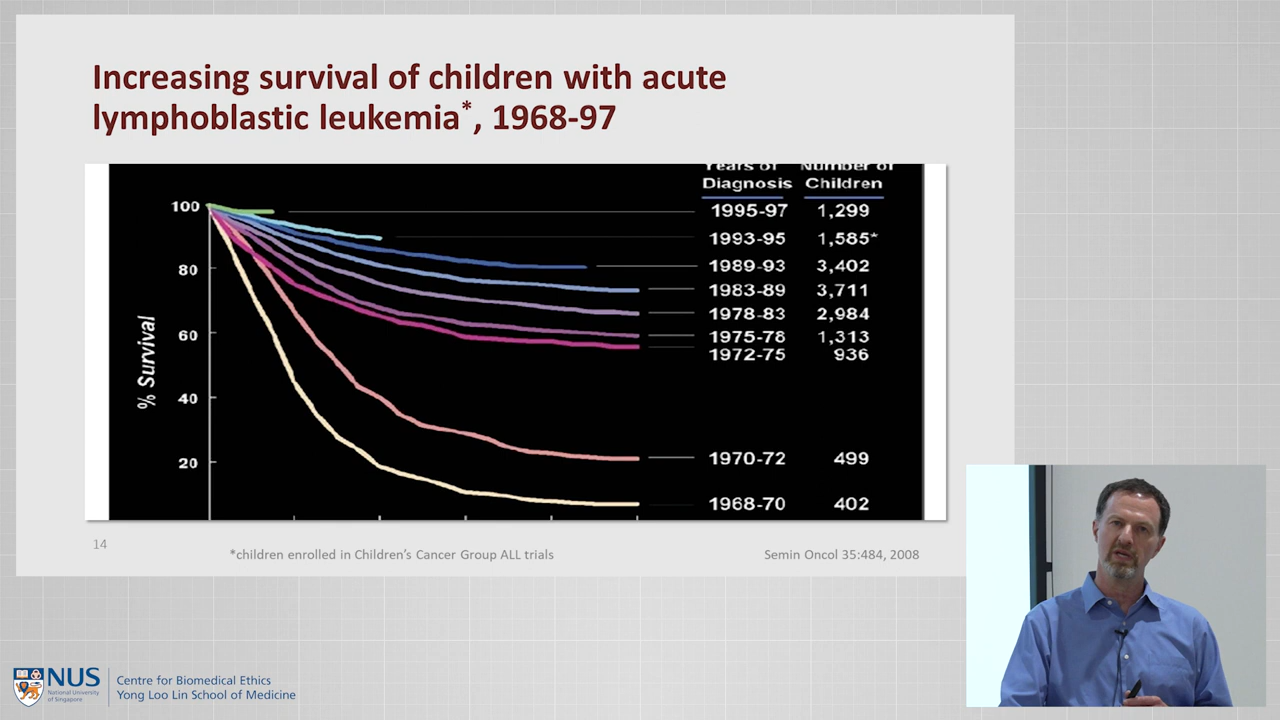 Increasing survival of children with acute
lymphoblastic leukemia*, 1968-97
Years of Number of
Diagnosis Children
100 1995-97 1,299
1993-95 1,585*
80 1989-93 3,402
1983-89 3,711
1978-83 2,984
60 1975-78 1,313
1972-75 936
% Survival
40
20 1970-72 499
1968-70 402
14
*children enrolled in Children's Cancer Group ALL trials Semin Oncol 35:484, 2008
NUS
National University
of Singapore
Centre for Biomedical Ethics
Yong Loo Lin School of Medicine